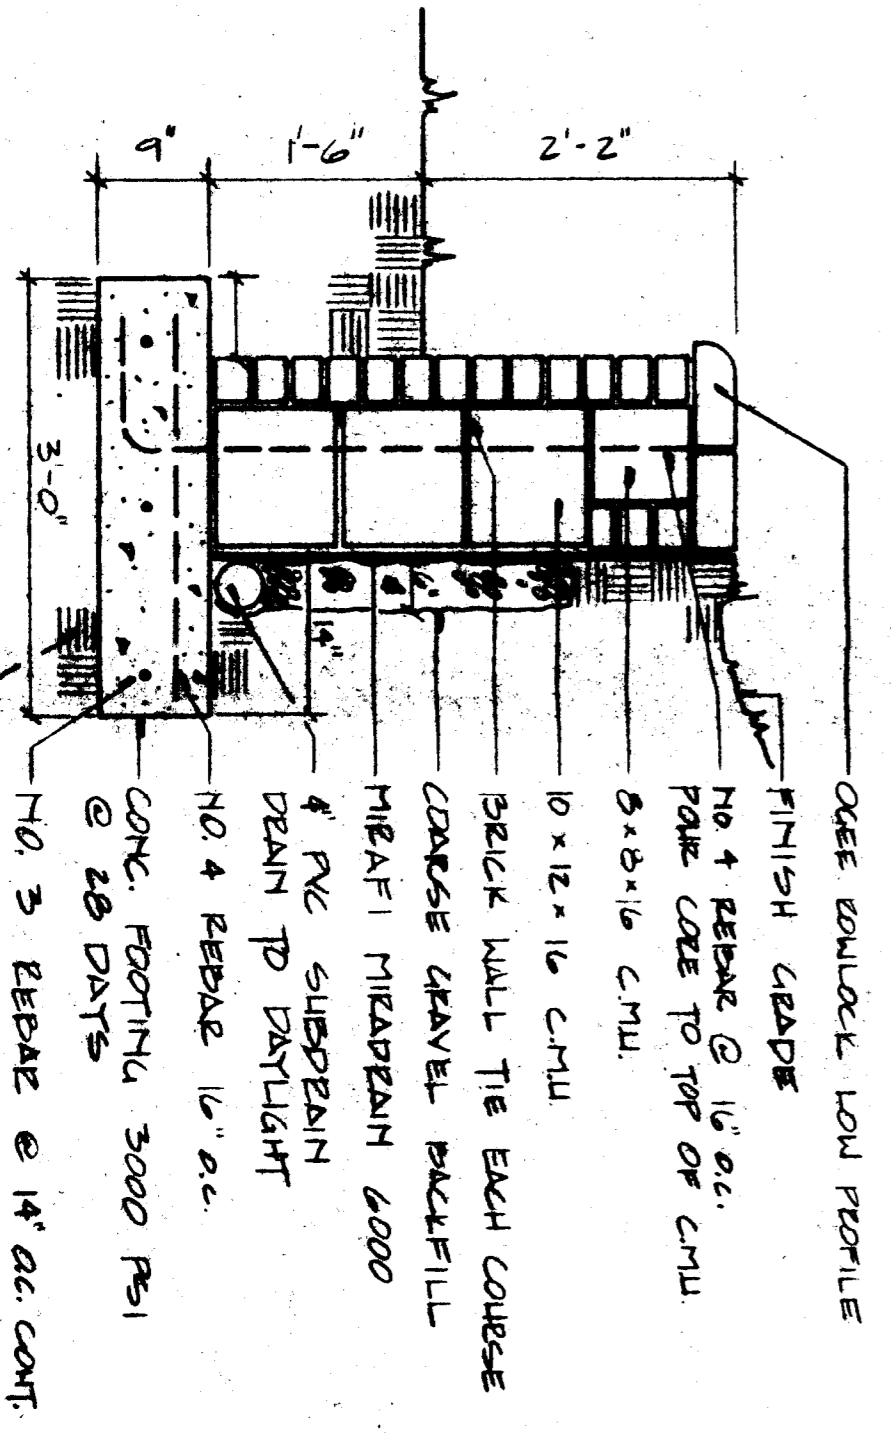 OGEE ROWLOCK LOW PROFILE
FINISH GRADE
NO 4 REBAR @ 16" O.C.
POUR CORE TO TOP OF C.M.U.
8 x 8 x 16 C.M.U.
10 x 12 x 16 C.M.U.
BRICK WALL TIE EACH COURSE
COARSE GRAVEL BACKFILL
MIRAFI MIRADRAIN 6000
4" PVC SUBDRAIN
DRAIN TO DAYLIGHT
NO. 4 REBAR 16" O.C.
CONC. FOOTING 3000 PSI
@ 28 DAYS
NO. 3 REBAR @ 14" OC. CONT.
2'-2"
1'-6"
9"
6"
14"
3'-0"